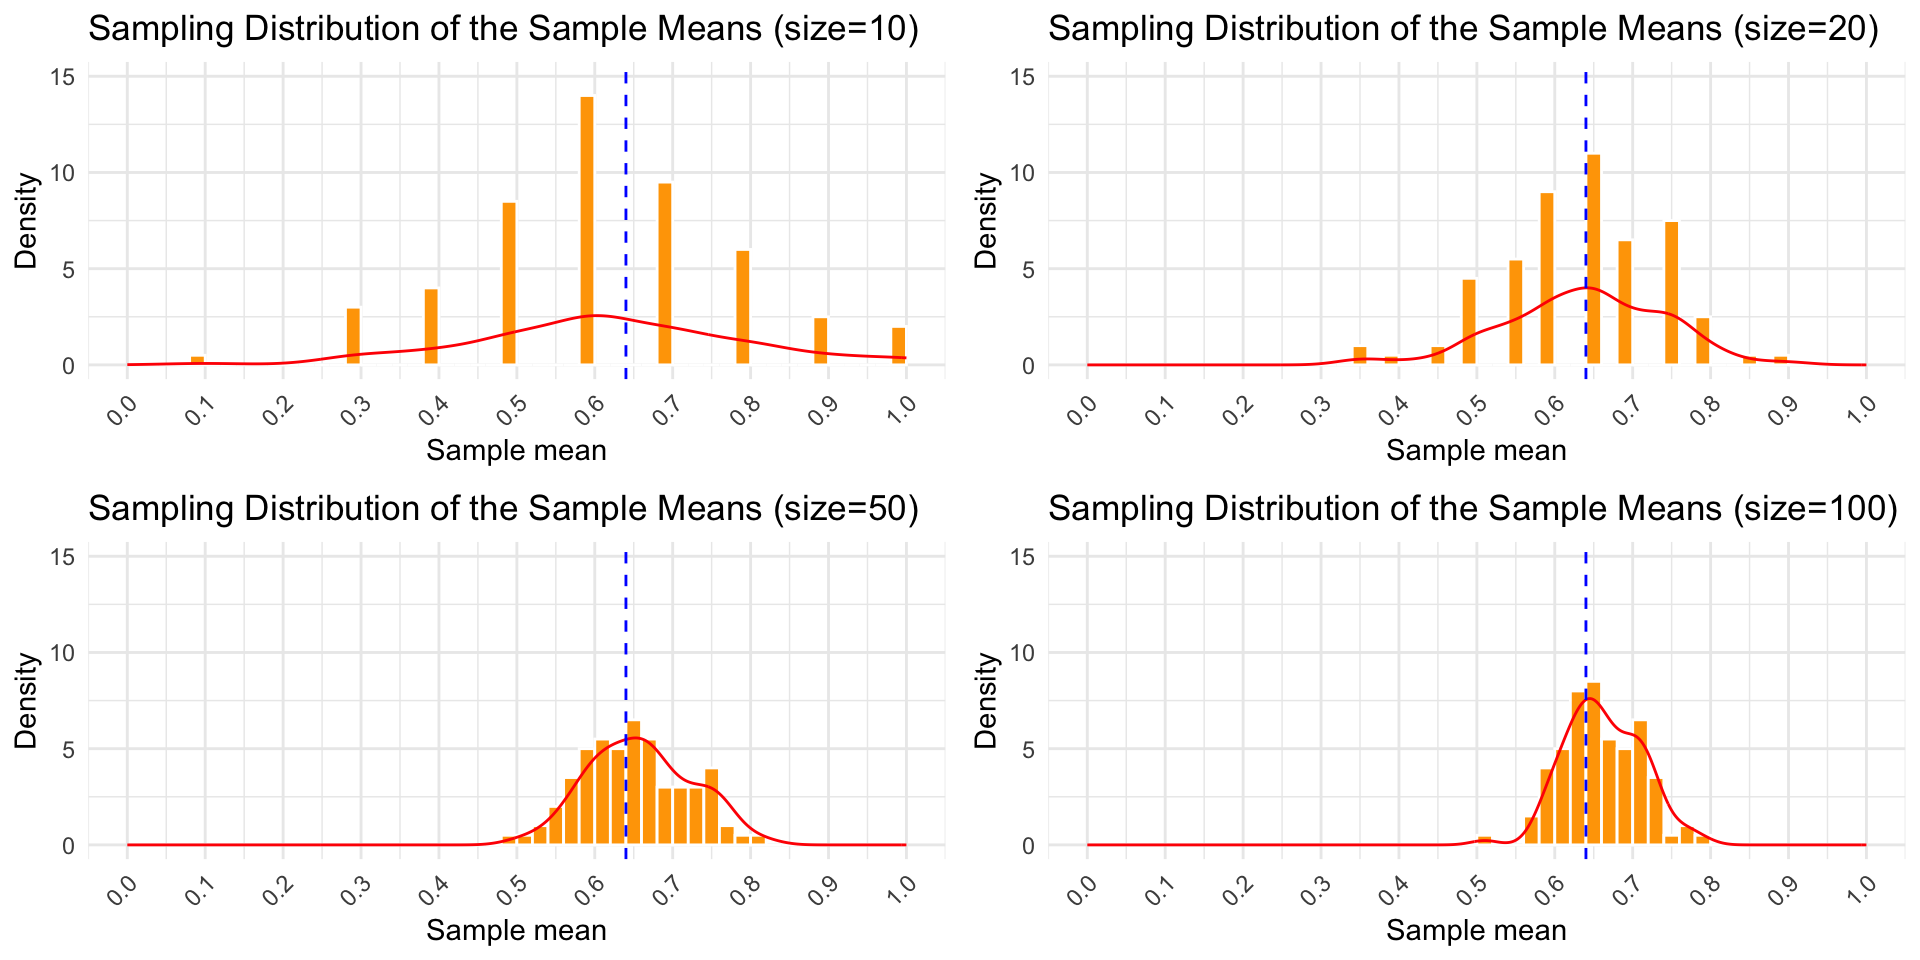 Sampling Distribution of the Sample Means (size=10)
15
10
5
0
Density
0.0 0.1 0.2 0.3 0.4 0.5 0.6 0.7 0.8 0.9 1.0
Sample mean
Sampling Distribution of the Sample Means (size=20)
15
10
5
0
Density
0.0 0.1 0.2 0.3 0.4 0.5 0.6 0.7 0.8 0.9 1.0
Sample mean
Sampling Distribution of the Sample Means (size=50)
15
10
5
0
Density
0.0 0.1 0.2 0.3 0.4 0.5 0.6 0.7 0.8 0.9 1.0
Sample mean
Sampling Distribution of the Sample Means (size=100)
15
10
5
0
Density
0.0 0.1 0.2 0.3 0.4 0.5 0.6 0.7 0.8 0.9 1.0
Sample mean